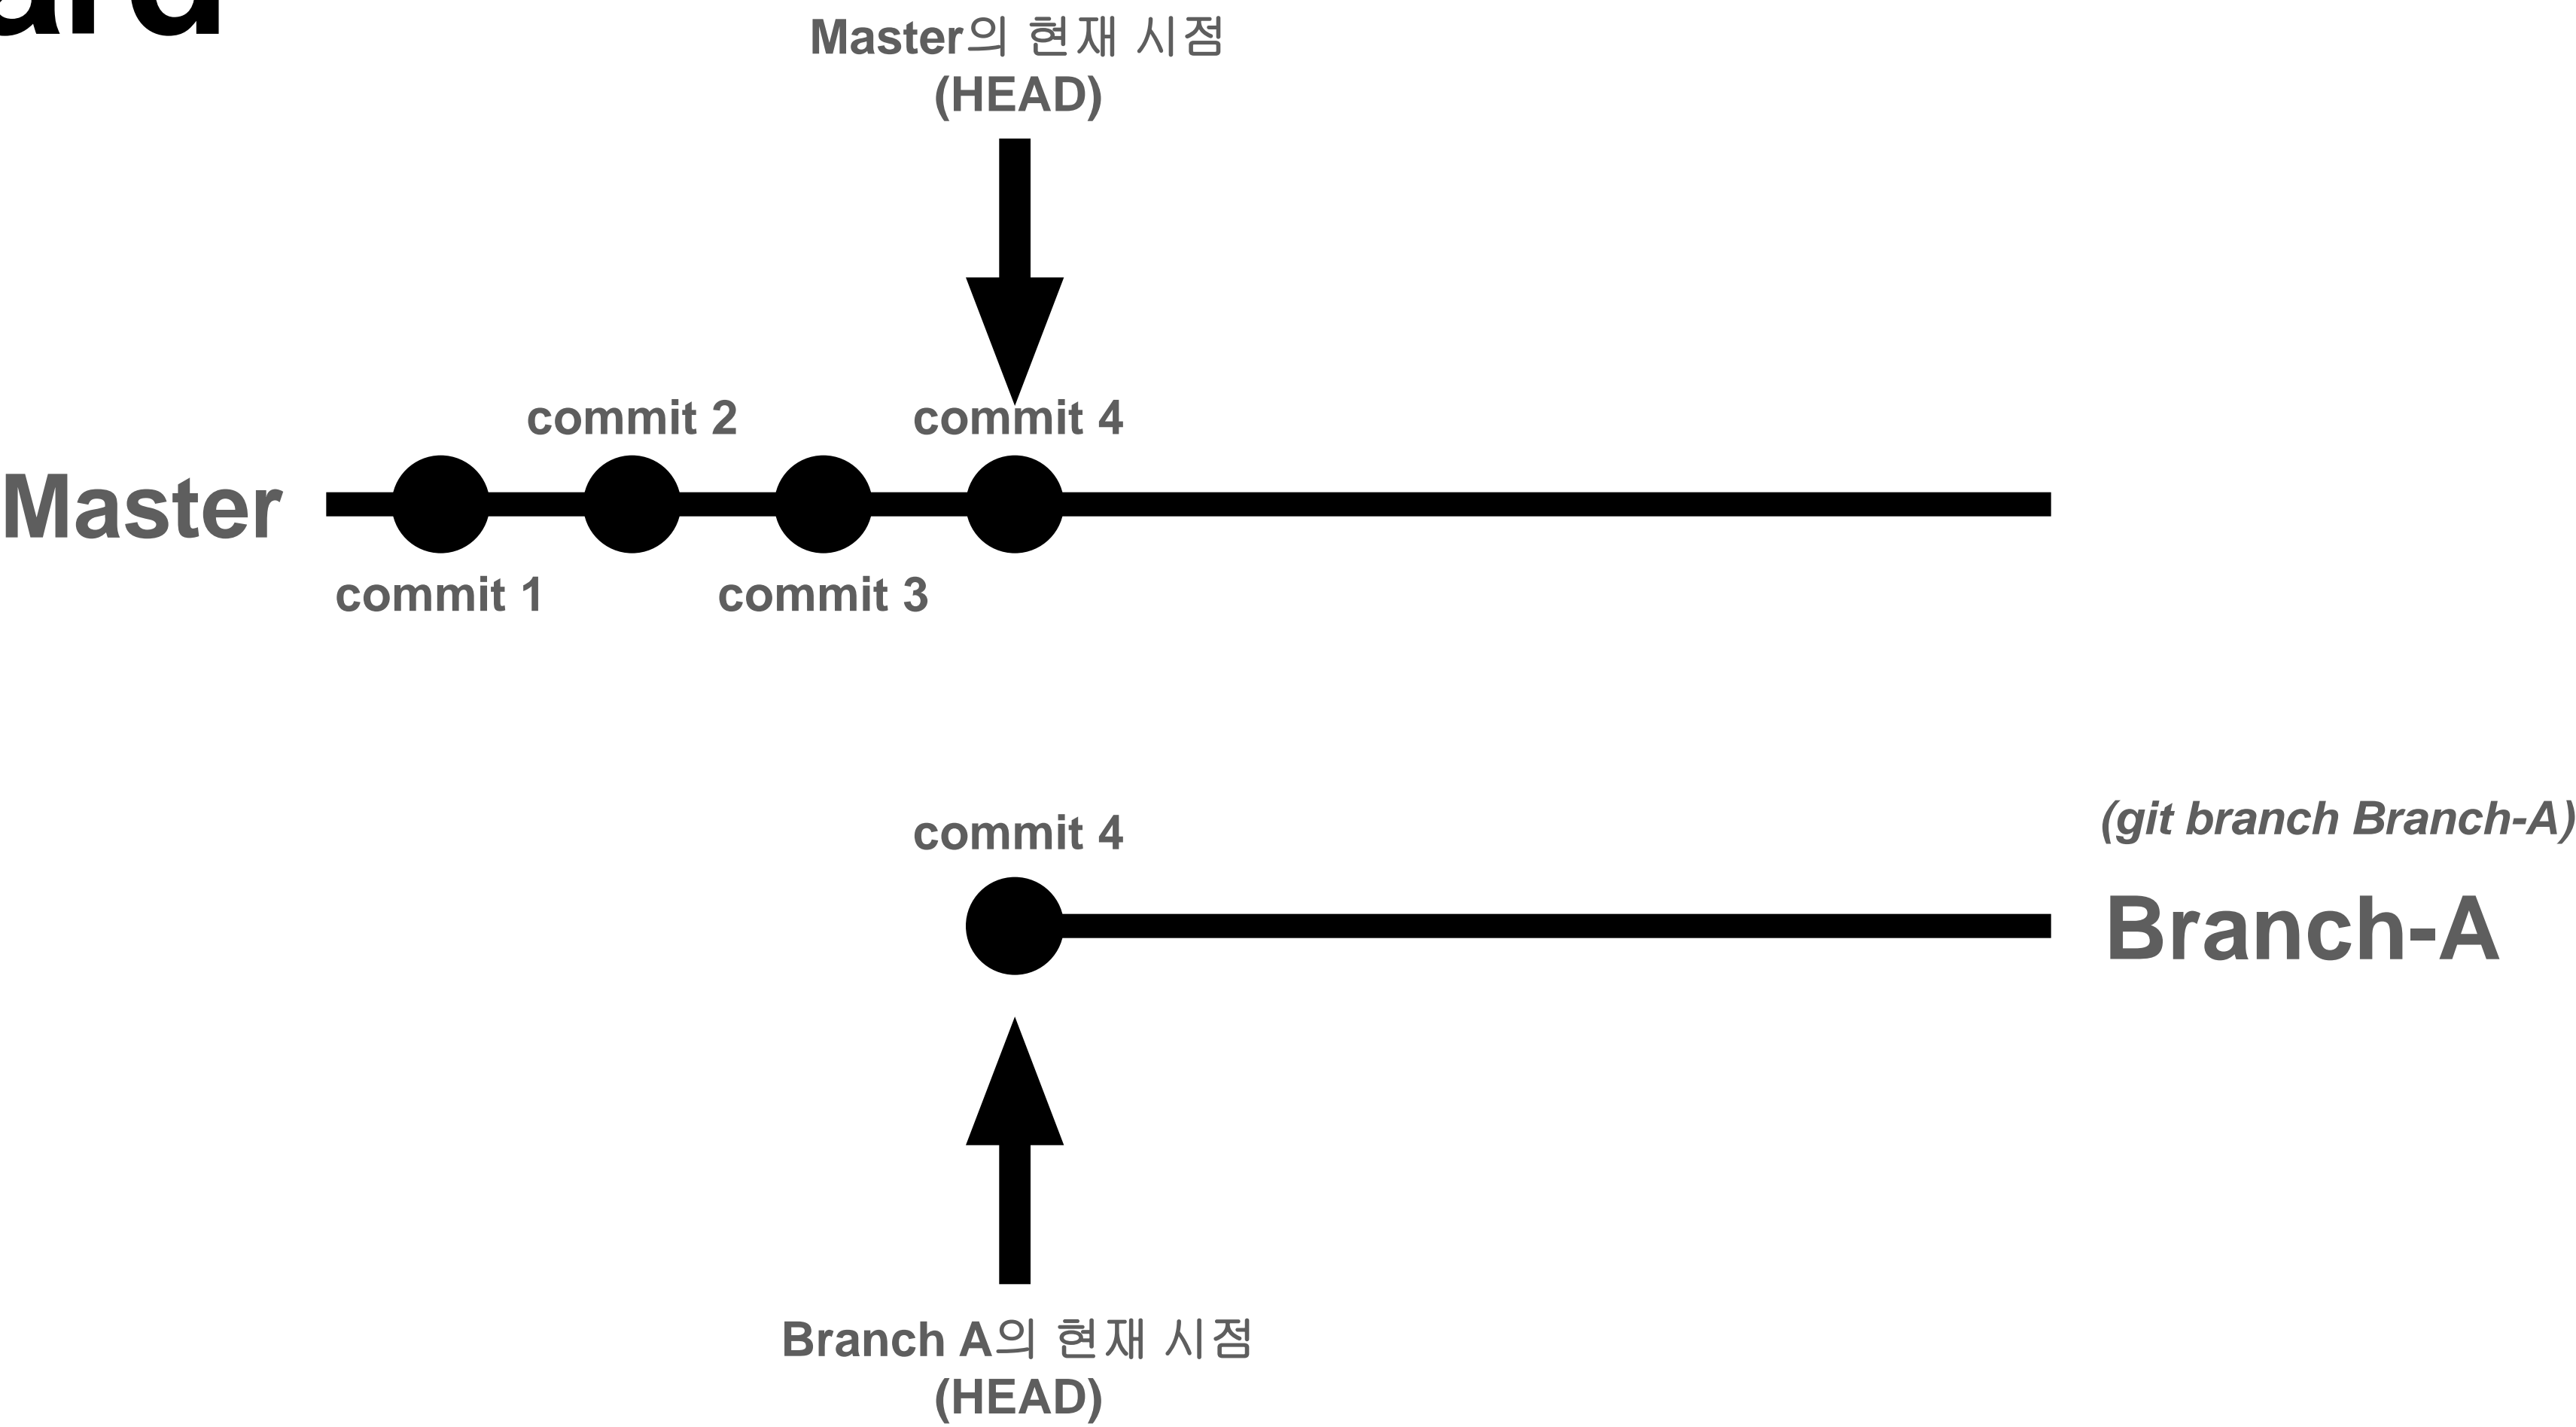 Master의 현재 시점
(HEAD)
commit 2
commit 4
Master
commit 1
commit 3
commit 4
(git branch Branch-A)
Branch-A
Branch A의 현재 시점
(HEAD)